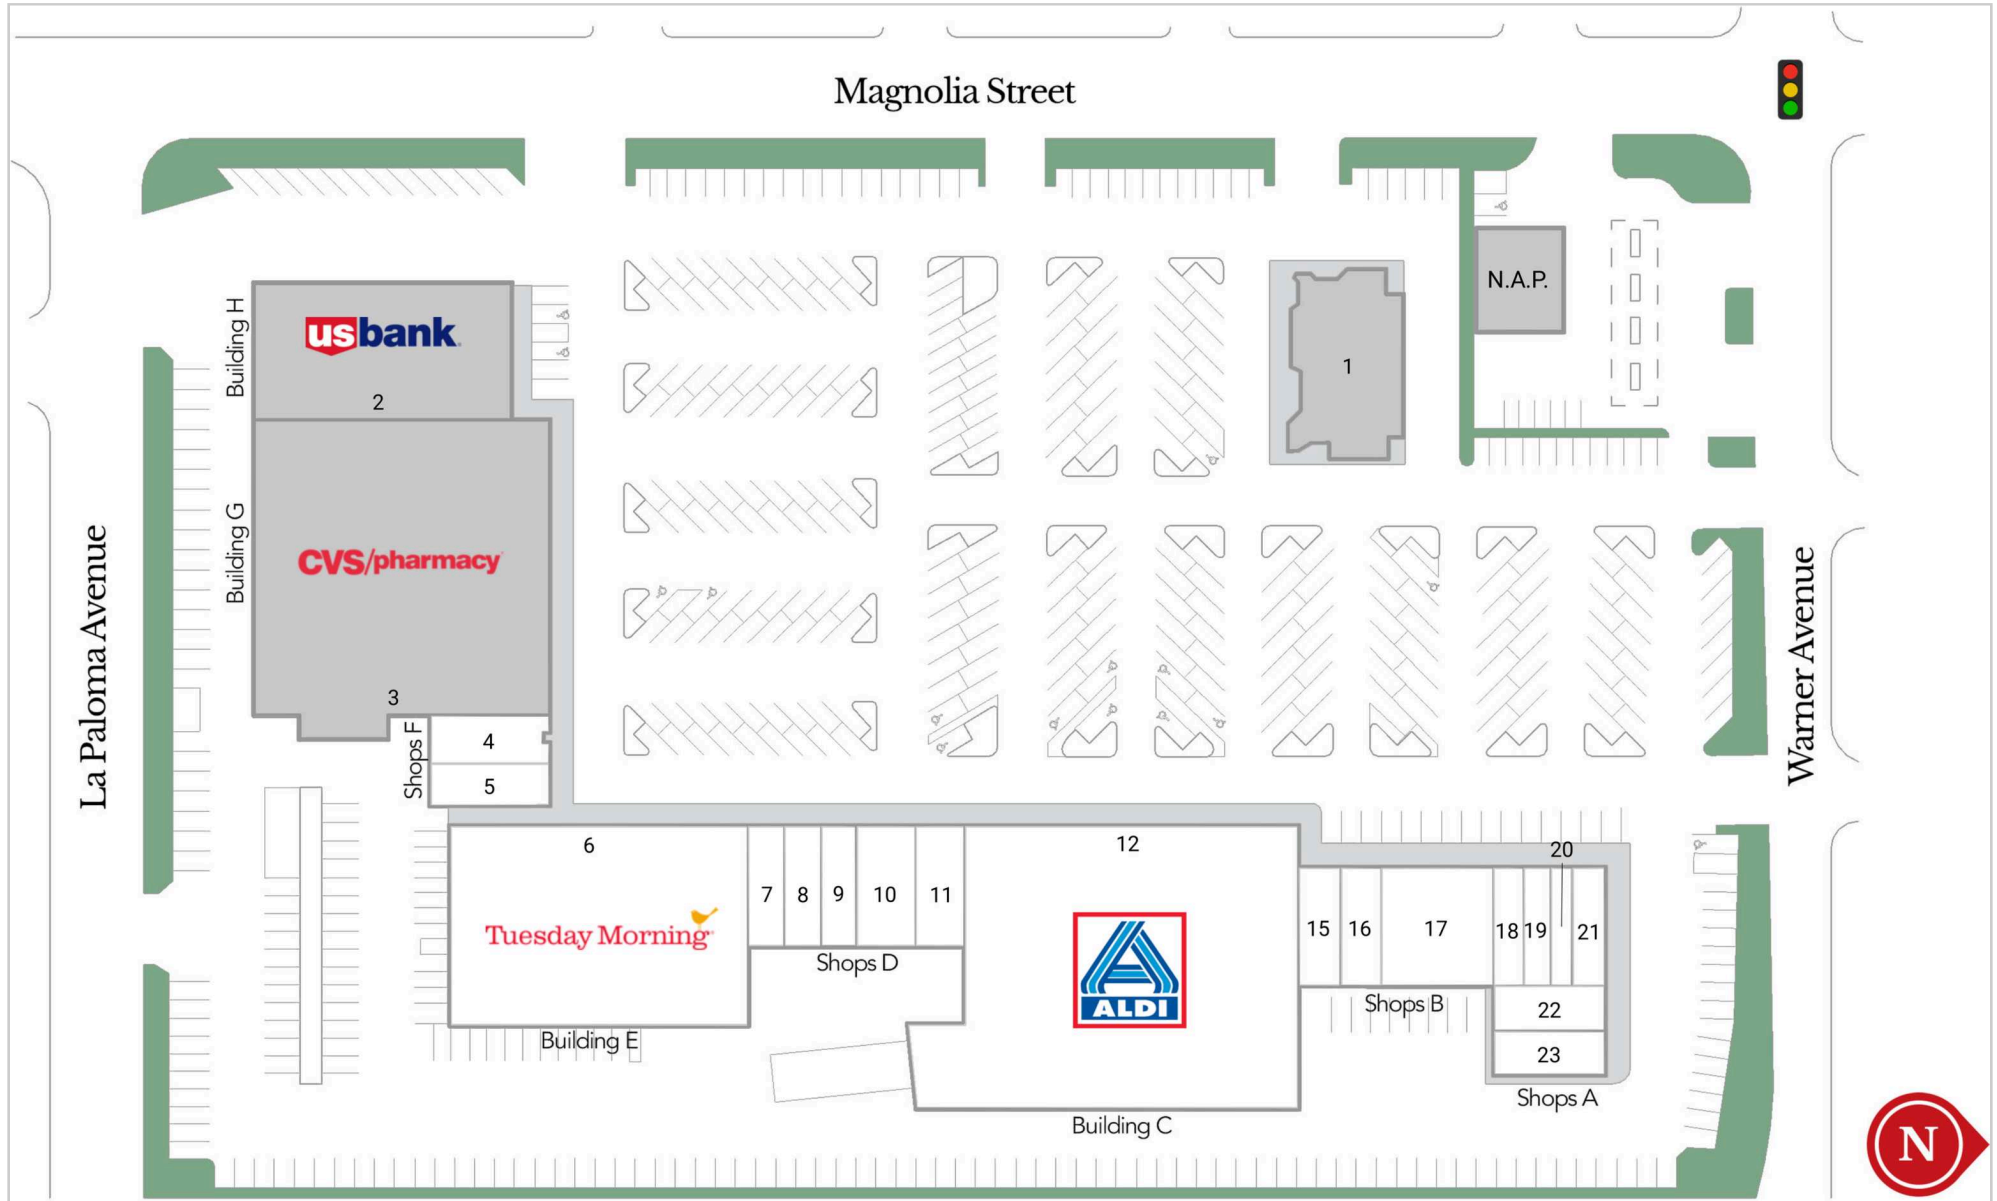 Magnolia Street
N.A.P.
Building H
usbank
2
1
Building G
CVS/pharmacy
La Paloma Avenue
Warner Avenue
3
Shops F
4
5
6
12
20
7
8
9
10
11
15
16
17
18
19
21
Tuesday Morning
ALDI
Shops D
Shops B
22
Building E
23
Shops A
Building C
N